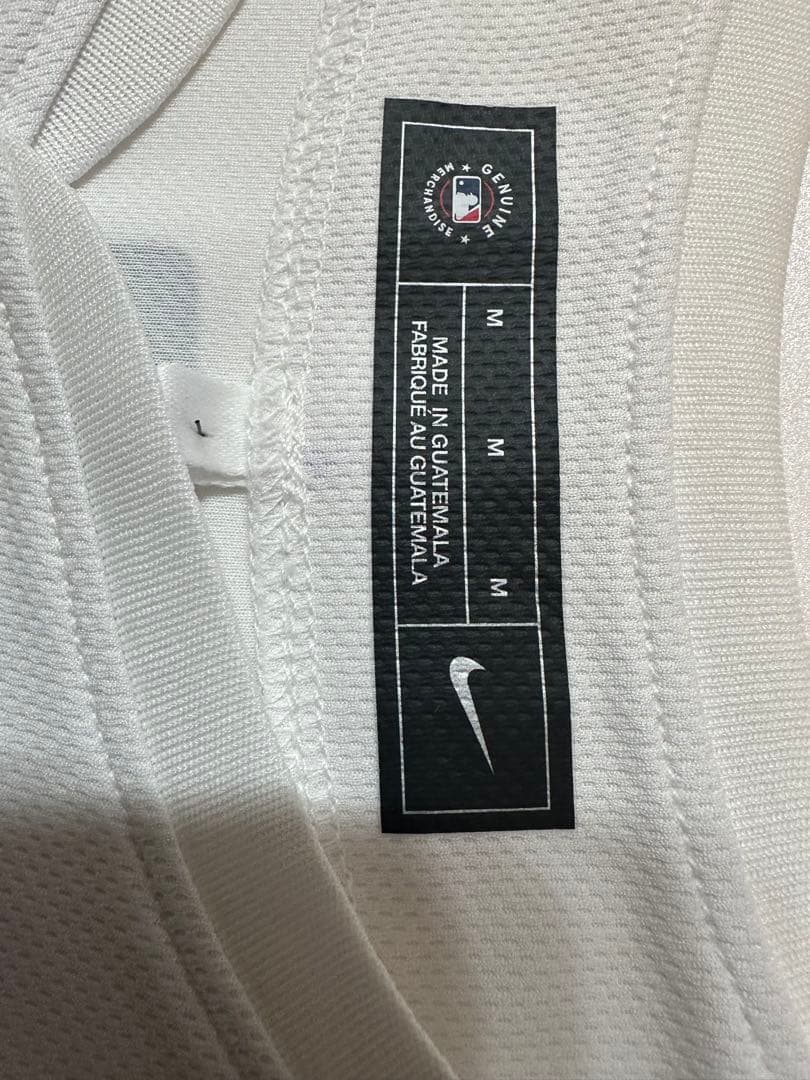 GENUINE
MERCHANDISE
M M M
MADE IN GUATEMALA
FABRIQUÉ AU GUATEMALA